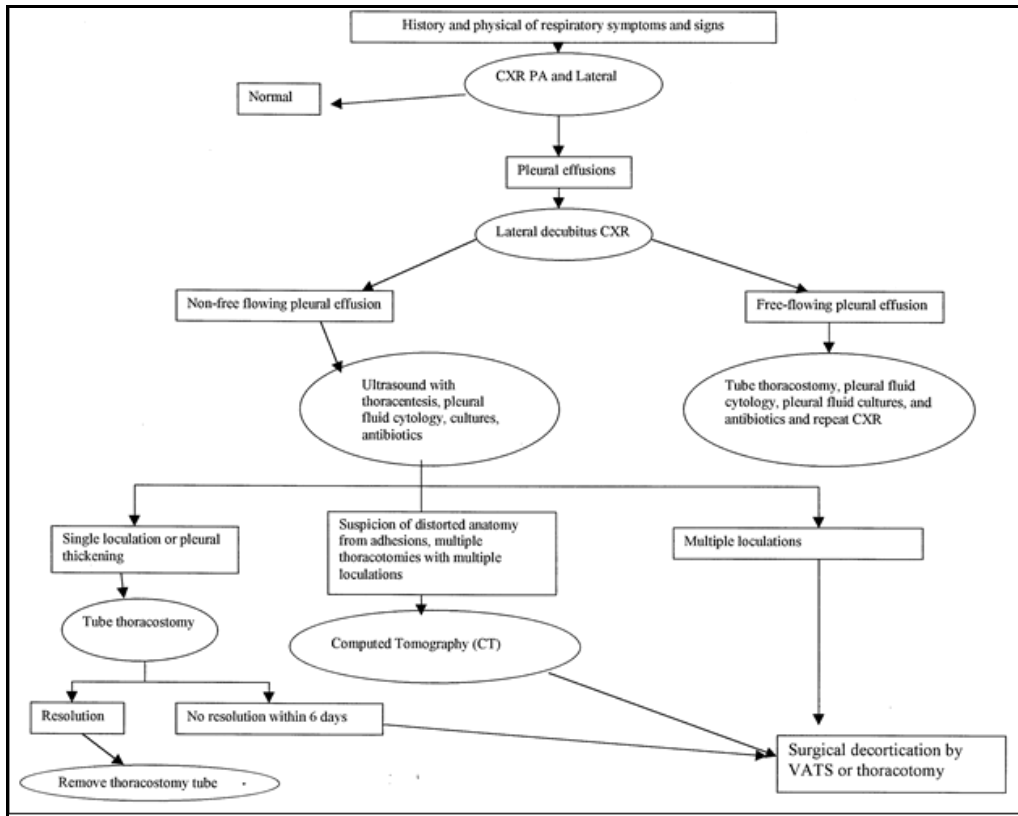 History and physical of respiratory symptoms and signs
CXR PA and Lateral
Normal
Pleural effusions
Lateral decubitus CXR
Non-free flowing pleural effusion
Free-flowing pleural effusion
Ultrasound with
thoracentesis, pleural
fluid cytology, cultures,
antibiotics
Tube thoracostomy, pleural fluid
cytology, pleural fluid cultures, and
antibiotics and repeat CXR
Single loculation or pleural
thickening
Suspicion of distorted anatomy
from adhesions, multiple
thoracotomies with multiple
loculations
Multiple loculations
Tube thoracostomy
Computed Tomography (CT)
Resolution
No resolution within 6 days
Surgical decortication by
VATS or thoracotomy
Remove thoracostomy tube